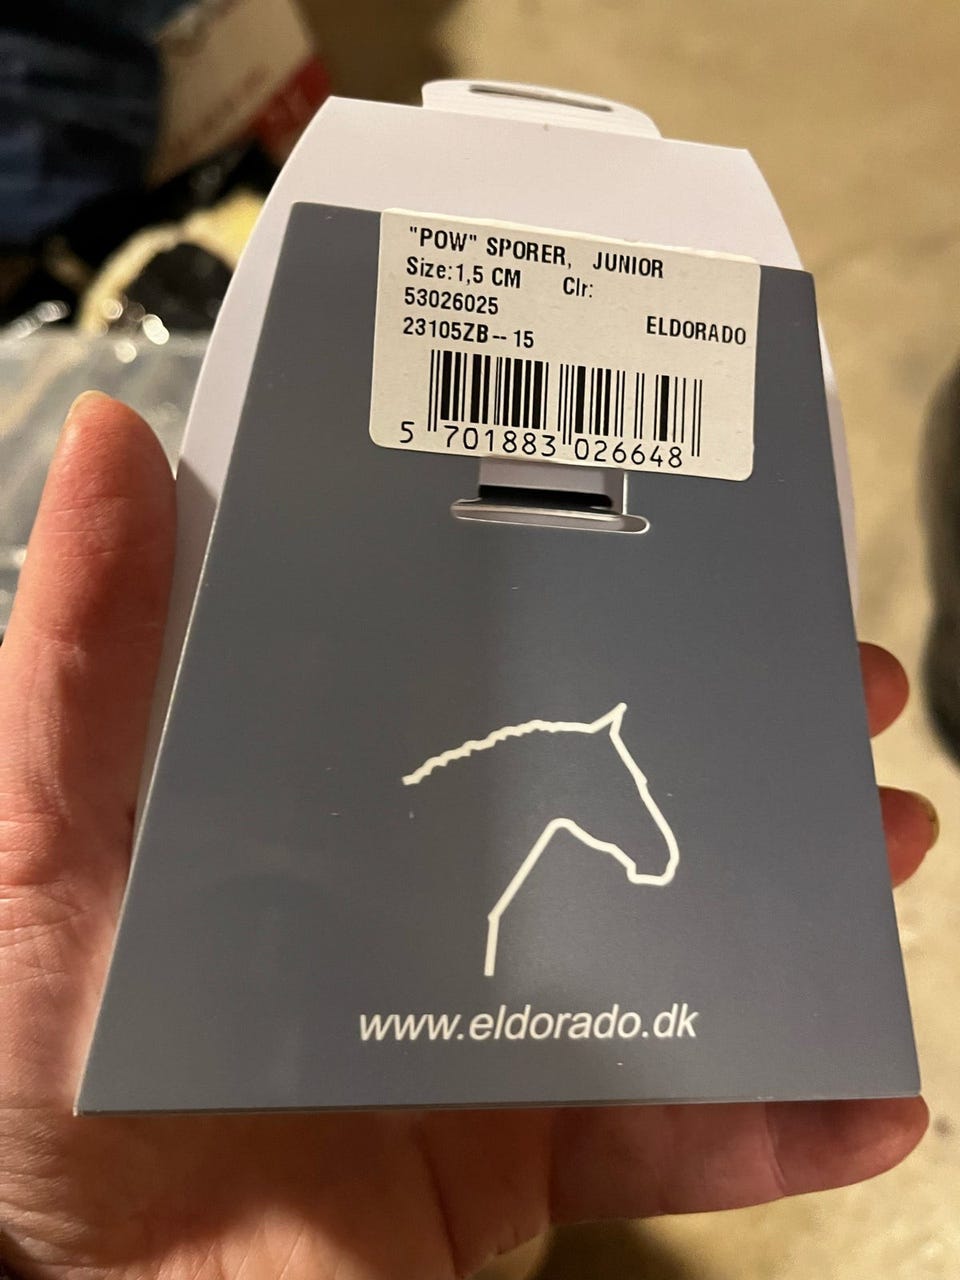 "POW" SPORER, JUNIOR
Size:1,5 CM Clr:
53026025
ELDORADO
23105ZB--15
5 701883 026648
www.eldorado.dk